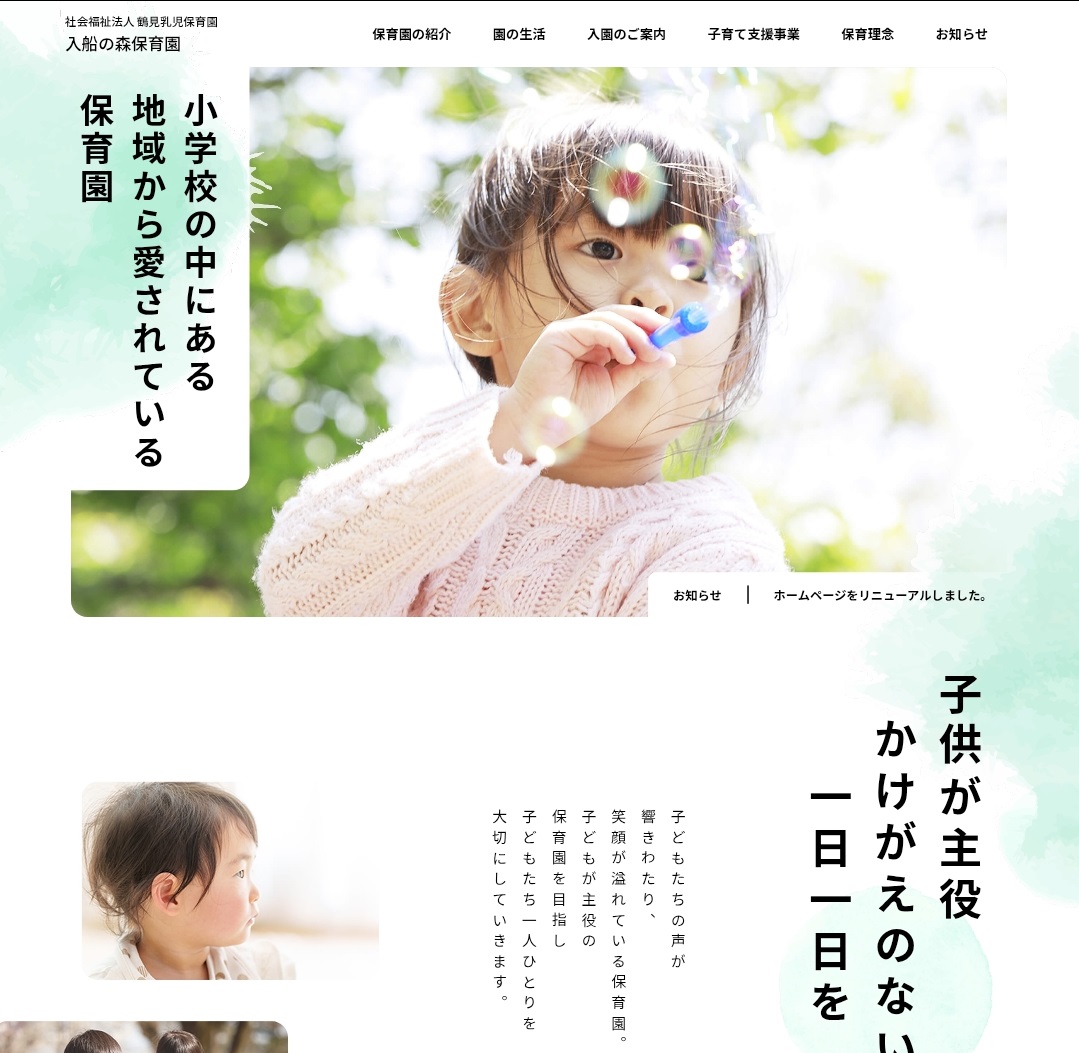 社会福祉法人 鶴見乳児保育園
入船の森保育園
保育園の紹介
園の生活
入園のご案内
子育て支援事業
保育理念
お知らせ
小学校の中にある
地域から愛されている
保育園
お知らせ
ホームページをリニューアルしました。
子供が主役
かけがえのない
一日一日を
子どもたちの声が
響きわたり、
笑顔が溢れている保育園。
子どもが主役の
保育園を目指し
子どもたち一人ひとりを
大切にしていきます。